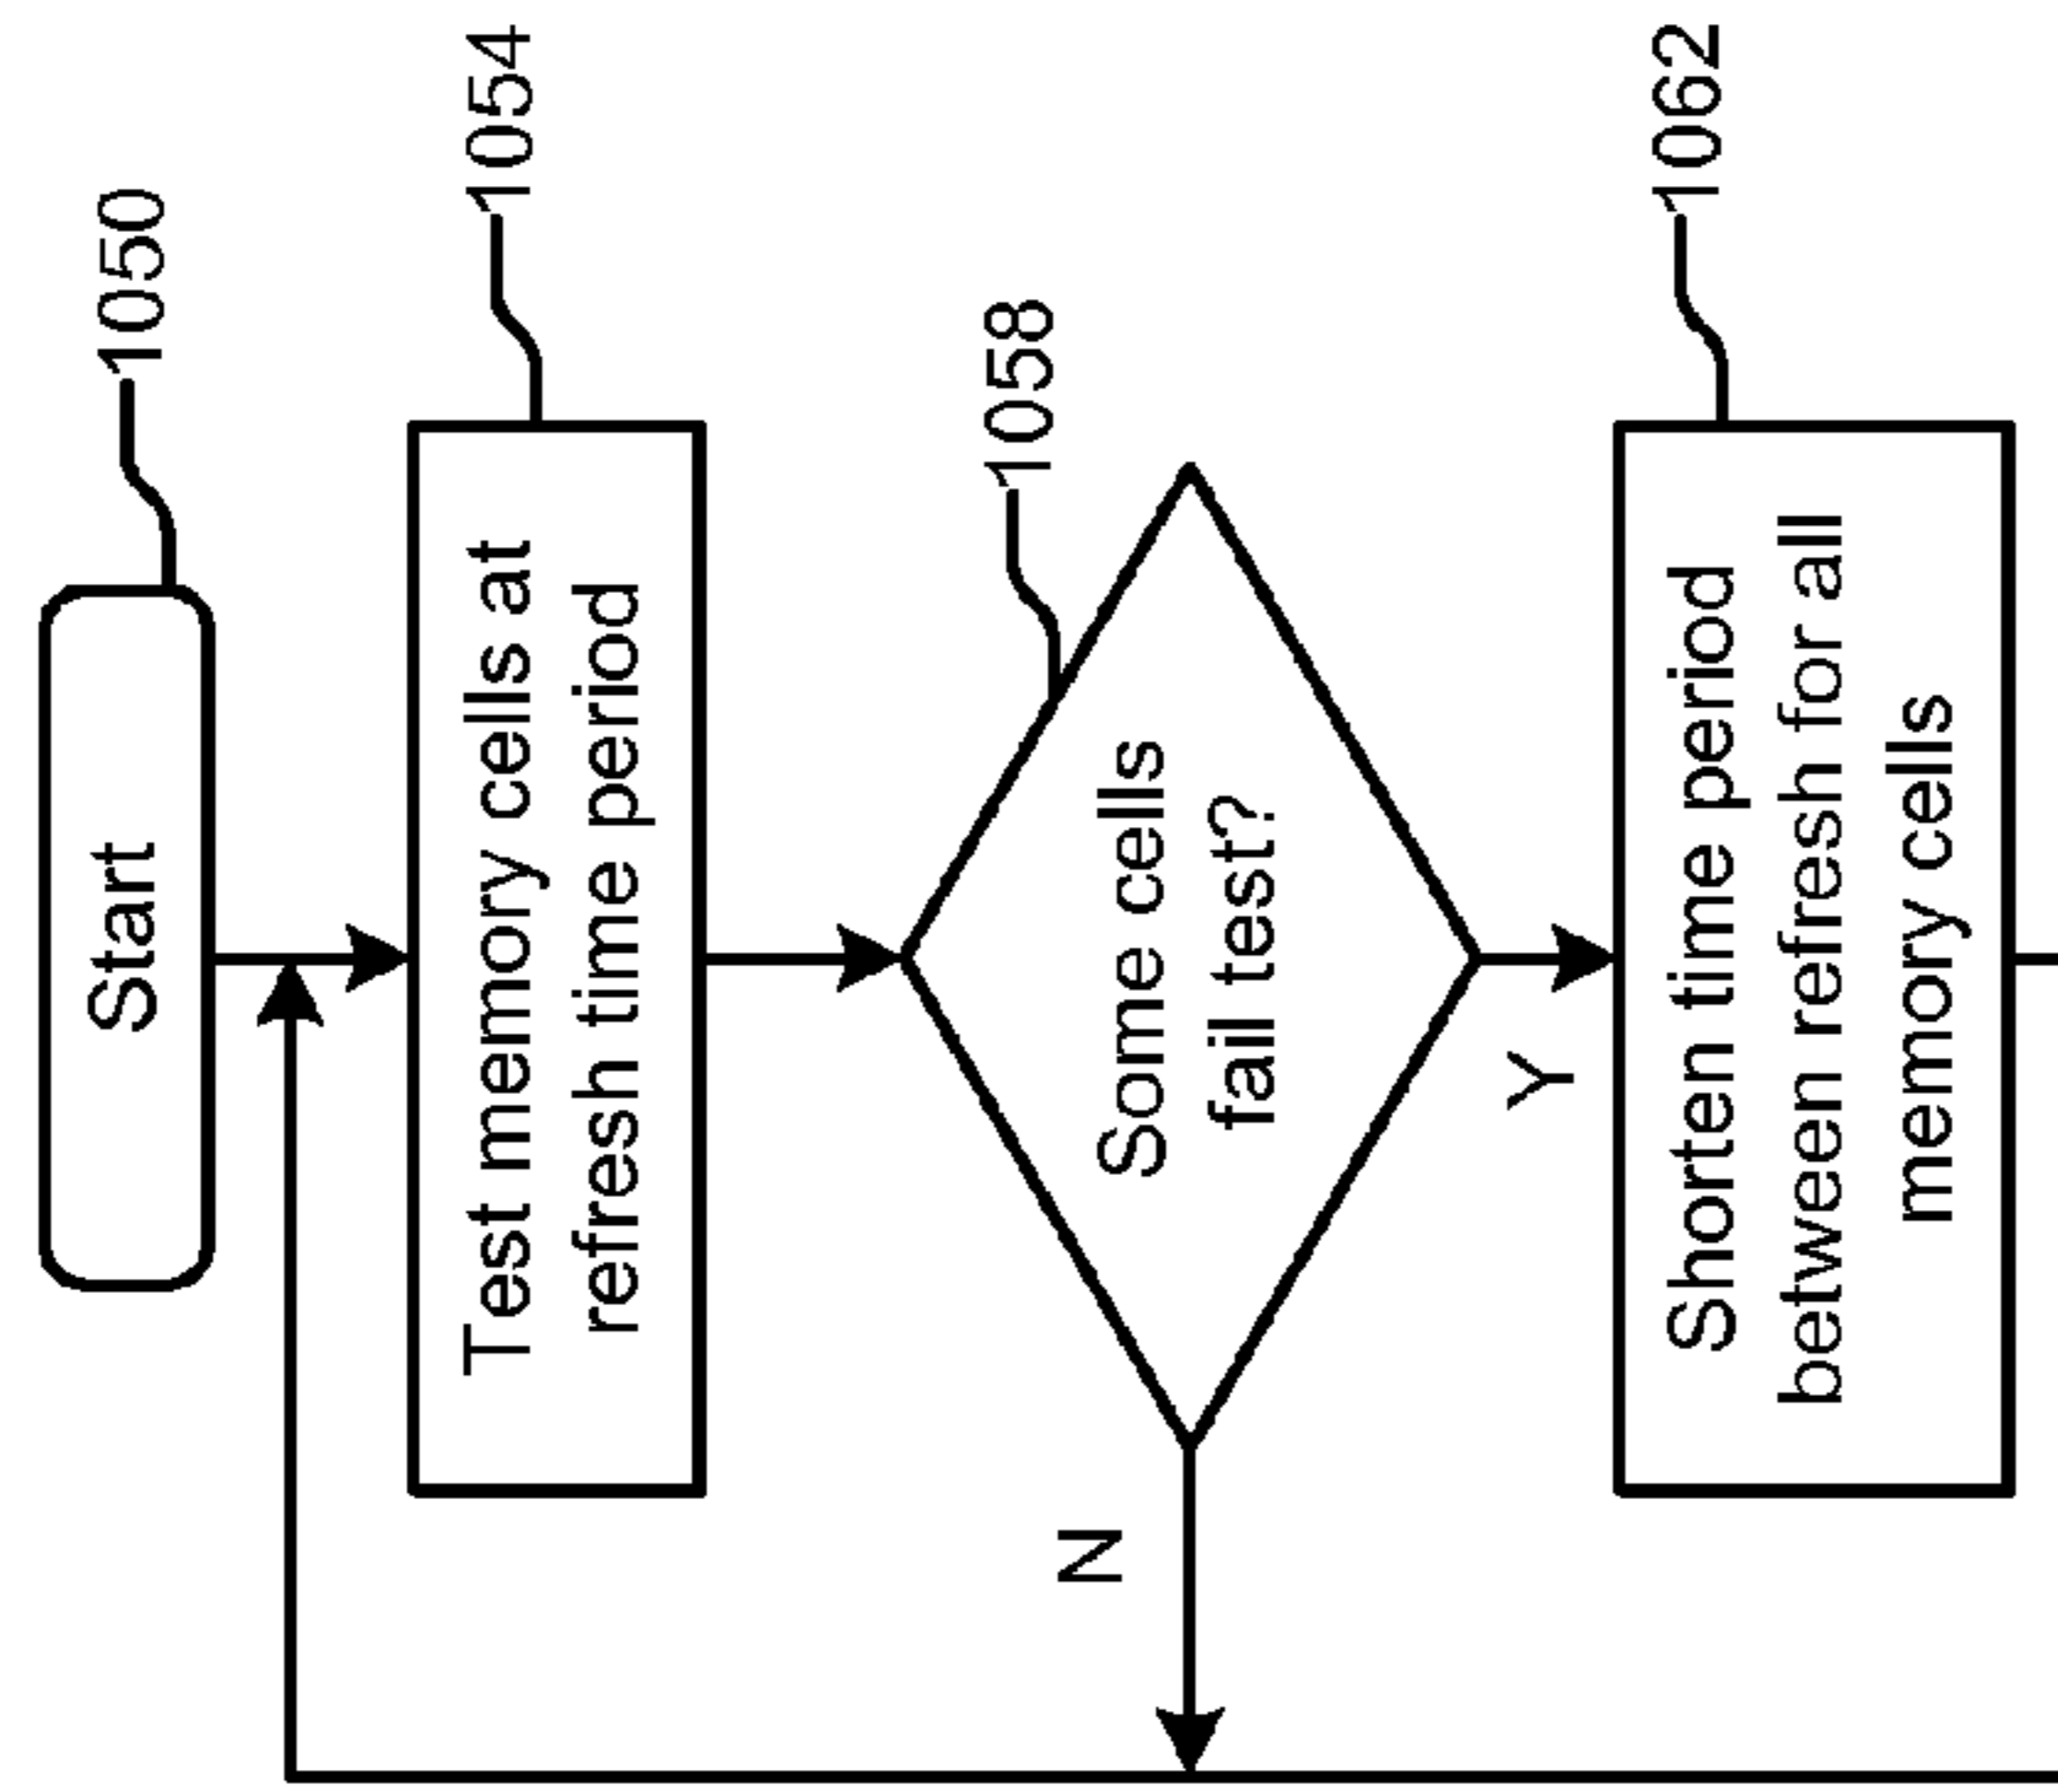 Start
1050
Test memory cells at
refresh time period
1054
Some cells
fail test?
1058
N
Y
Shorten time period
between refresh for all
memory cells
1062